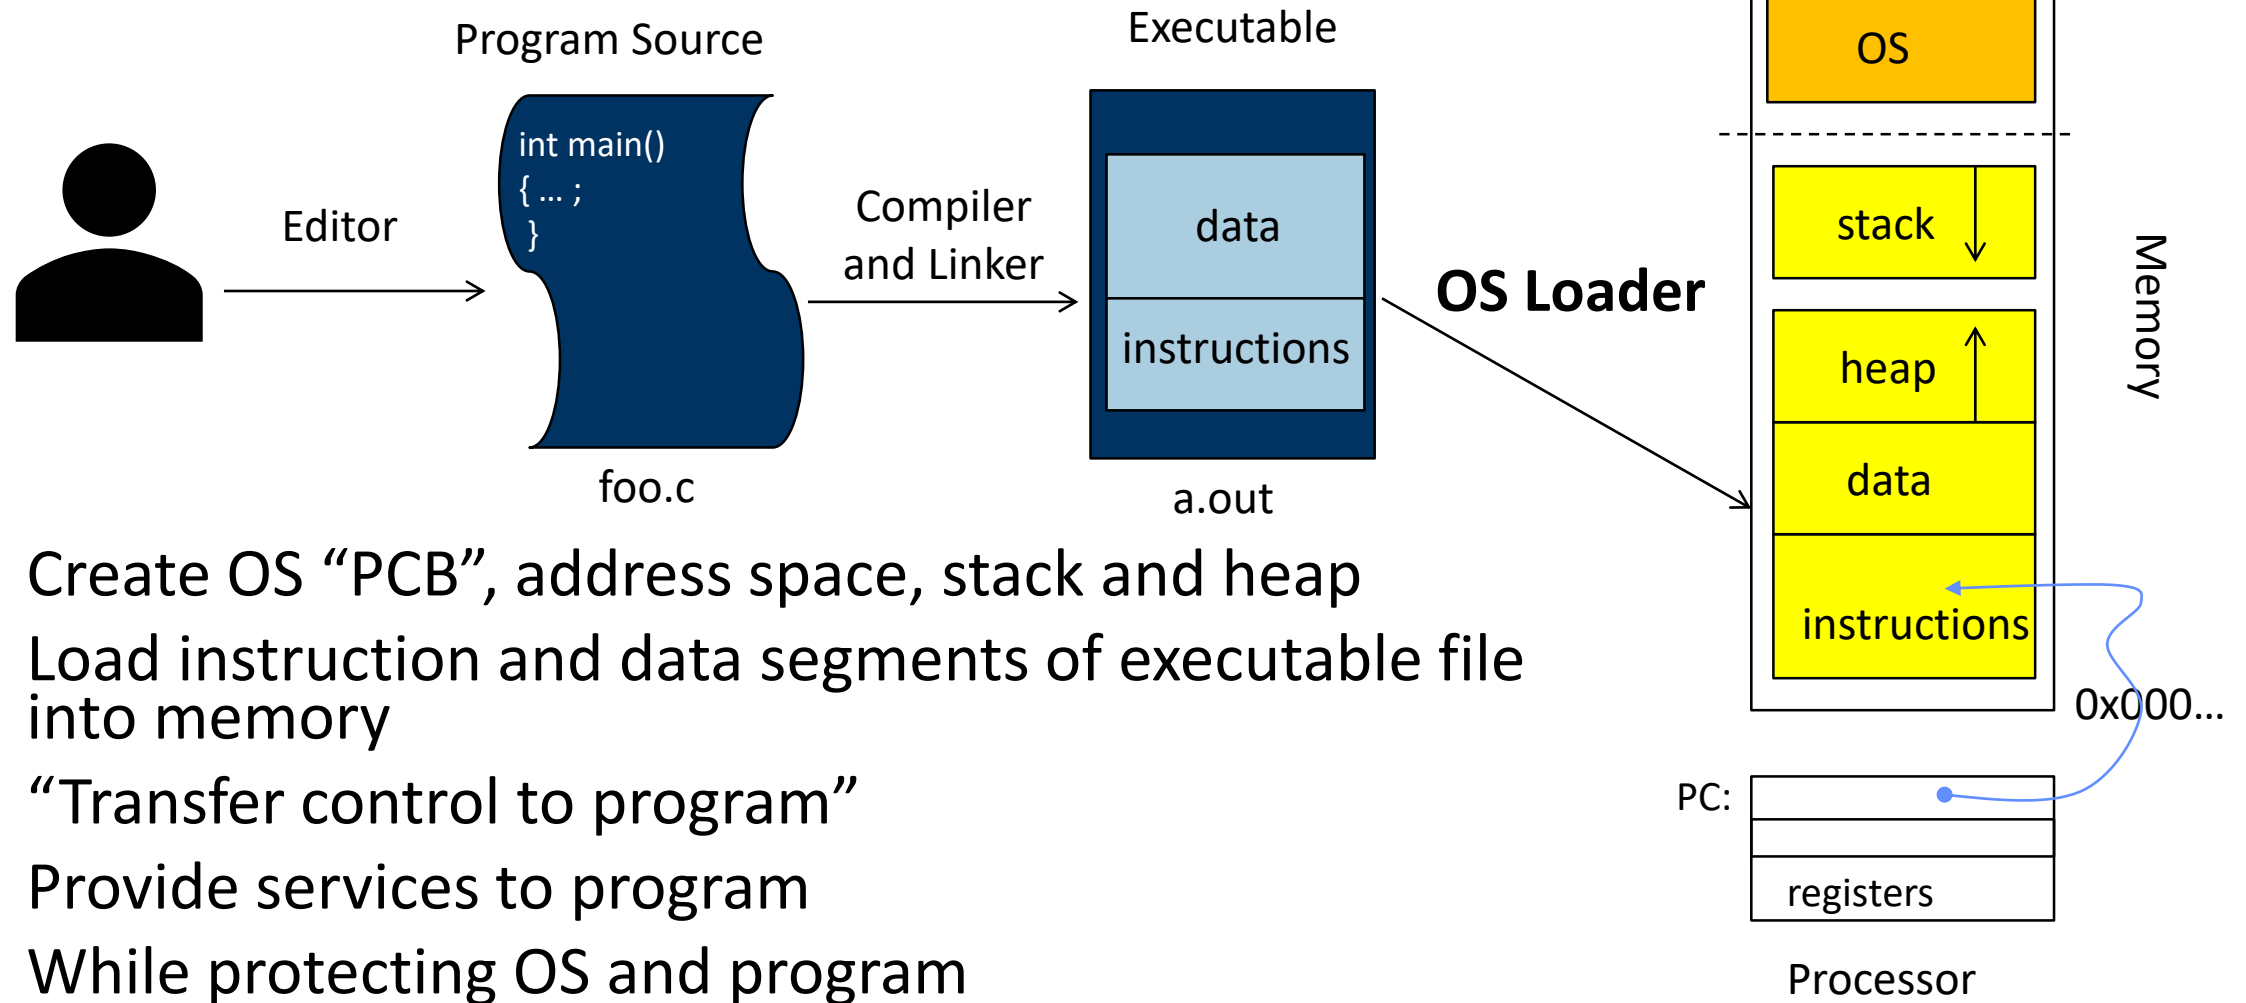 Program Source
Executable
OS
int main()
{ ... ;
}
Editor
Compiler
and Linker
data
instructions
OS Loader
stack
heap
data
instructions
Memory
foo.c
a.out
0x000...
PC:
registers
Processor
Create OS “PCB”, address space, stack and heap
Load instruction and data segments of executable file
into memory
“Transfer control to program”
Provide services to program
While protecting OS and program